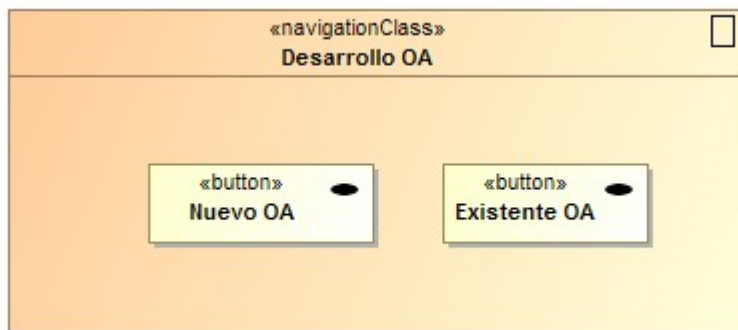 «navigationClass»
Desarrollo OA
«button»
Nuevo OA
«button»
Existente OA